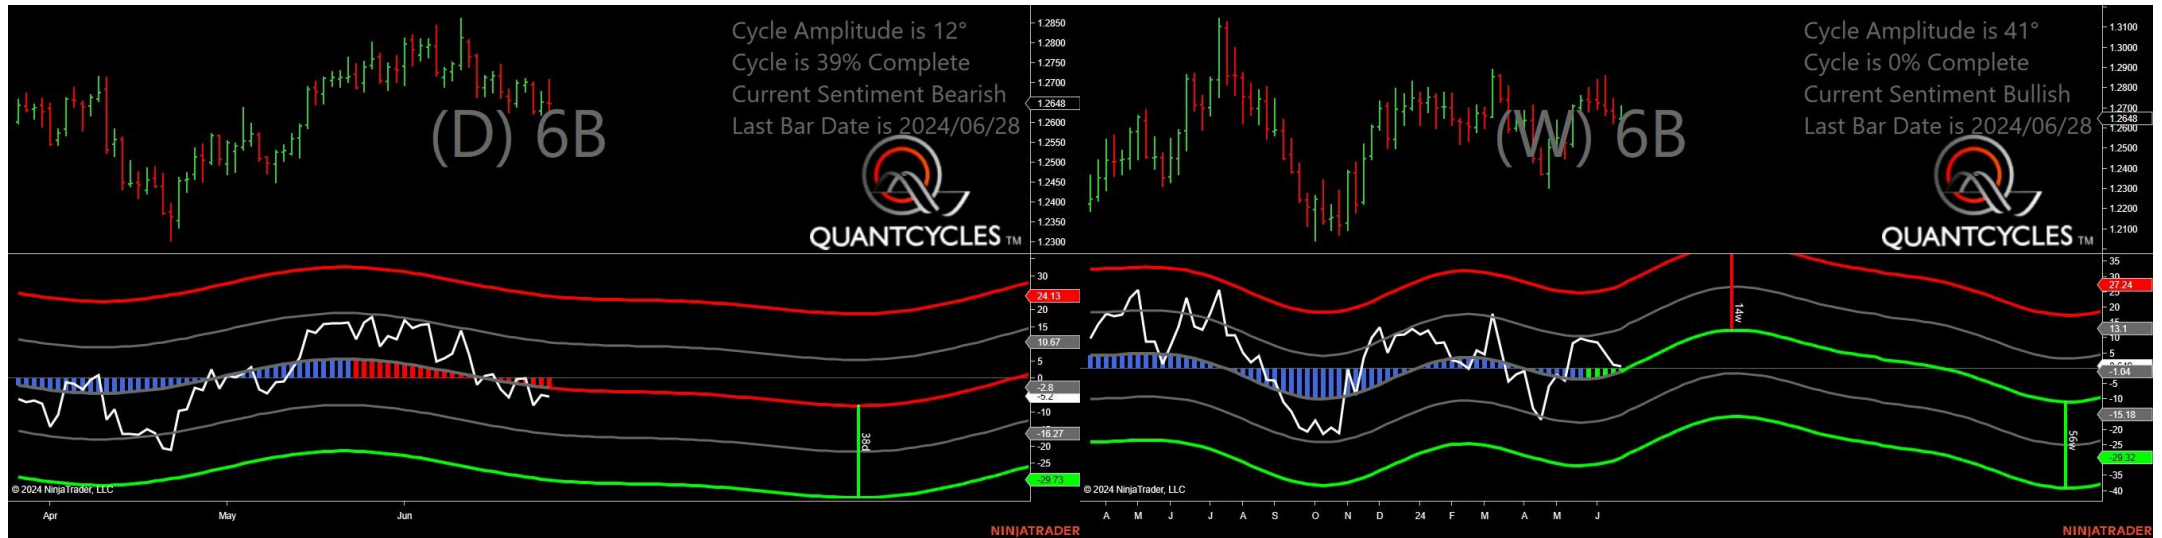 Cycle Amplitude is 12°
Cycle is 39% Complete
Current Sentiment Bearish
Last Bar Date is 2024/06/28
(D) 6B
QUANTCYCLES TM
1.2850
1.2800
1.2750
1.2700
1.2648
1.2600
1.2550
1.2500
1.2450
1.2400
1.2350
1.2300
30
24.13
20
15
10.67
5
0
-2.8
-5.2
-10
-16.27
-20
-25
-29.73
38d
© 2024 NinjaTrader, LLC
Apr May Jun
NINJATRADER
Cycle Amplitude is 41°
Cycle is 0% Complete
Current Sentiment Bullish
Last Bar Date is 2024/06/28
(W) 6B
QUANTCYCLES TM
1.3100
1.3000
1.2900
1.2800
1.2700
1.2648
1.2600
1.2500
1.2400
1.2300
1.2200
1.2100
35
30
27.24
25
20
13.1
10
5
-1.04
-5
-10
-15.18
-20
-25
-29.32
-35
-40
14w
56w
© 2024 NinjaTrader, LLC
A M J J A S O N D 24 F M A M J
NINJATRADER